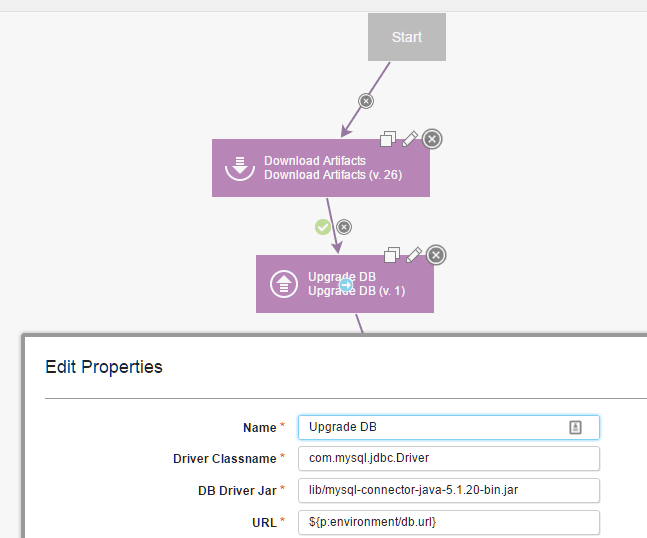 Start
Download Artifacts
Download Artifacts (v. 26)
Upgrade DB
Upgrade DB (v. 1)
Edit Properties
Name * Upgrade DB
Driver Classname * com.mysql.jdbc.Driver
DB Driver Jar * lib/mysql-connector-java-5.1.20-bin.jar
URL * ${p:environment/db.url}